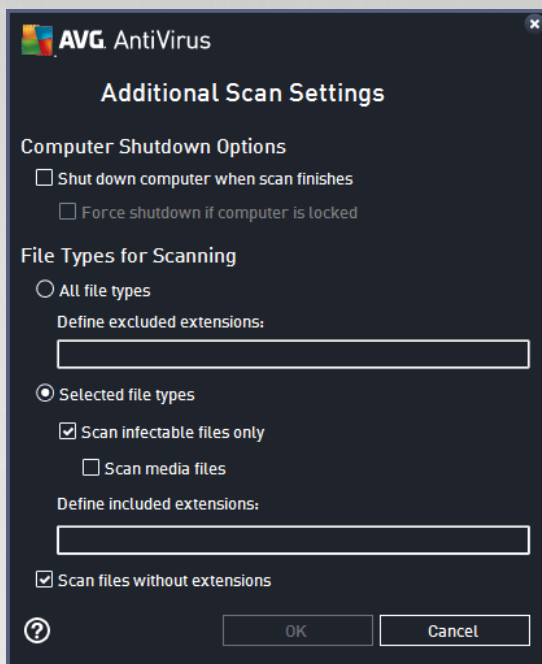 AVG. AntiVirus
Additional Scan Settings
Computer Shutdown Options
Shut down computer when scan finishes
Force shutdown if computer is locked
File Types for Scanning
All file types
Define excluded extensions:
Selected file types
Scan infectable files only
Scan media files
Define included extensions:
Scan files without extensions
OK
Cancel